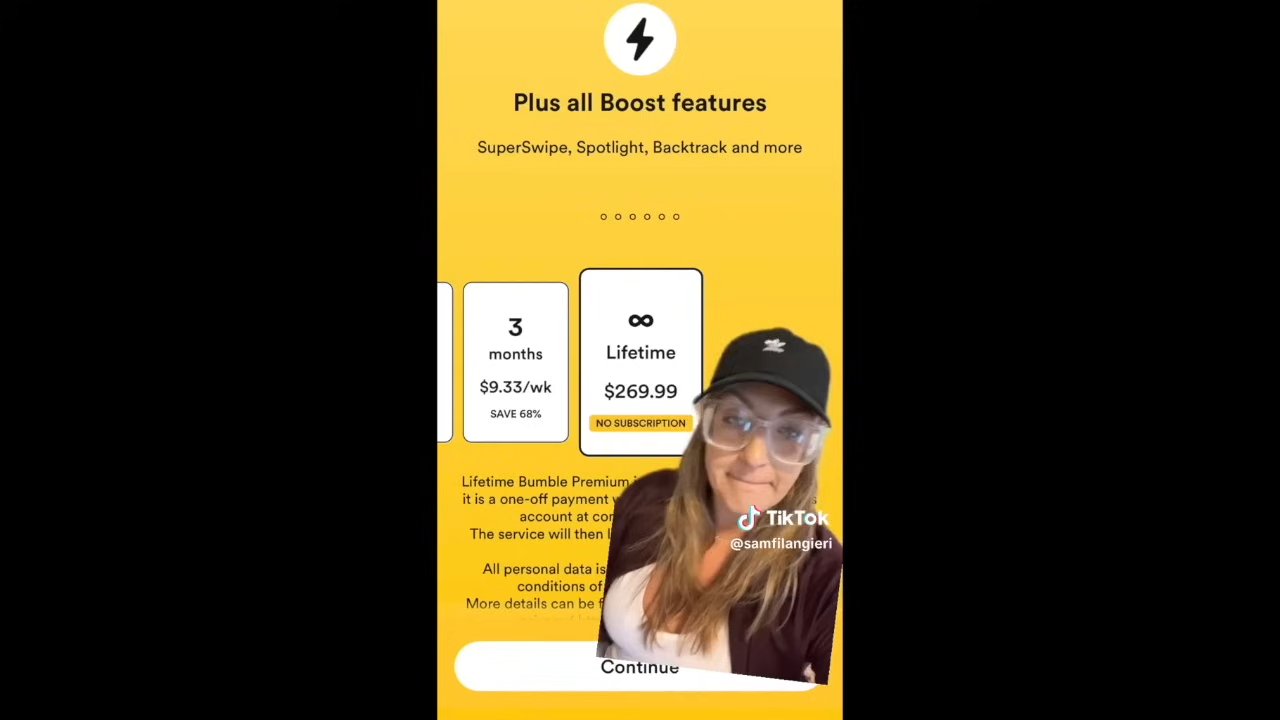 Plus all Boost features
SuperSwipe, Spotlight, Backtrack and more
3
months
$9.33/wk
SAVE 68%
∞
Lifetime
$269.99
NO SUBSCRIPTION
Lifetime Bumble Premium
it is a one-off payment
account at
The service will then
All personal data is
conditions of
More details can be
Continue
TikTok
@samfilangieri